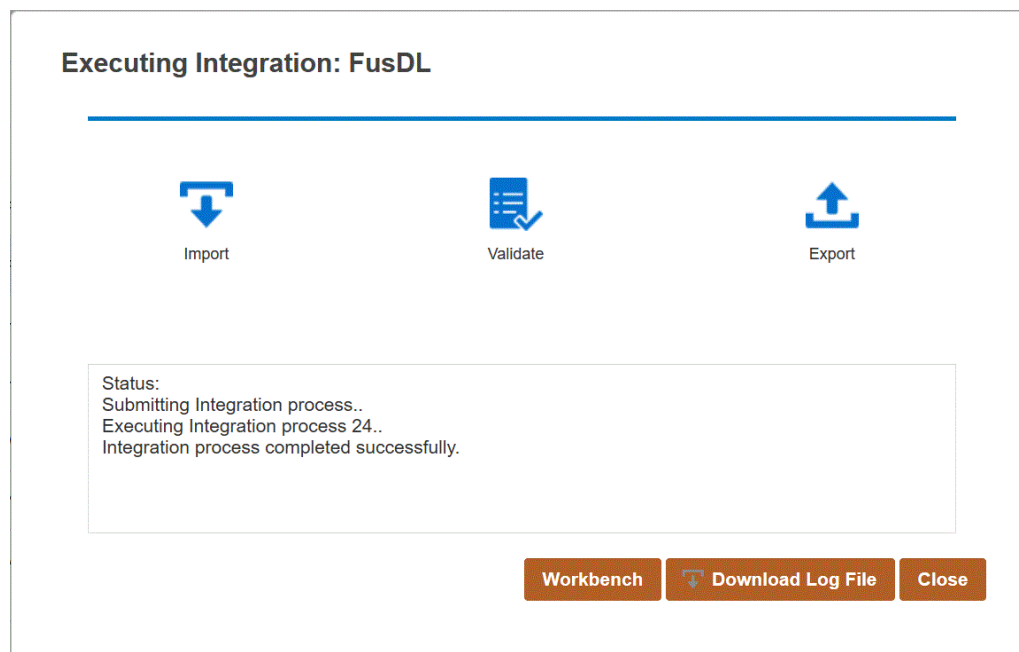 Executing Integration: FusDL
Import
Validate
Export
Status:
Submitting Integration process..
Executing Integration process 24..
Integration process completed successfully.
Workbench
Download Log File
Close